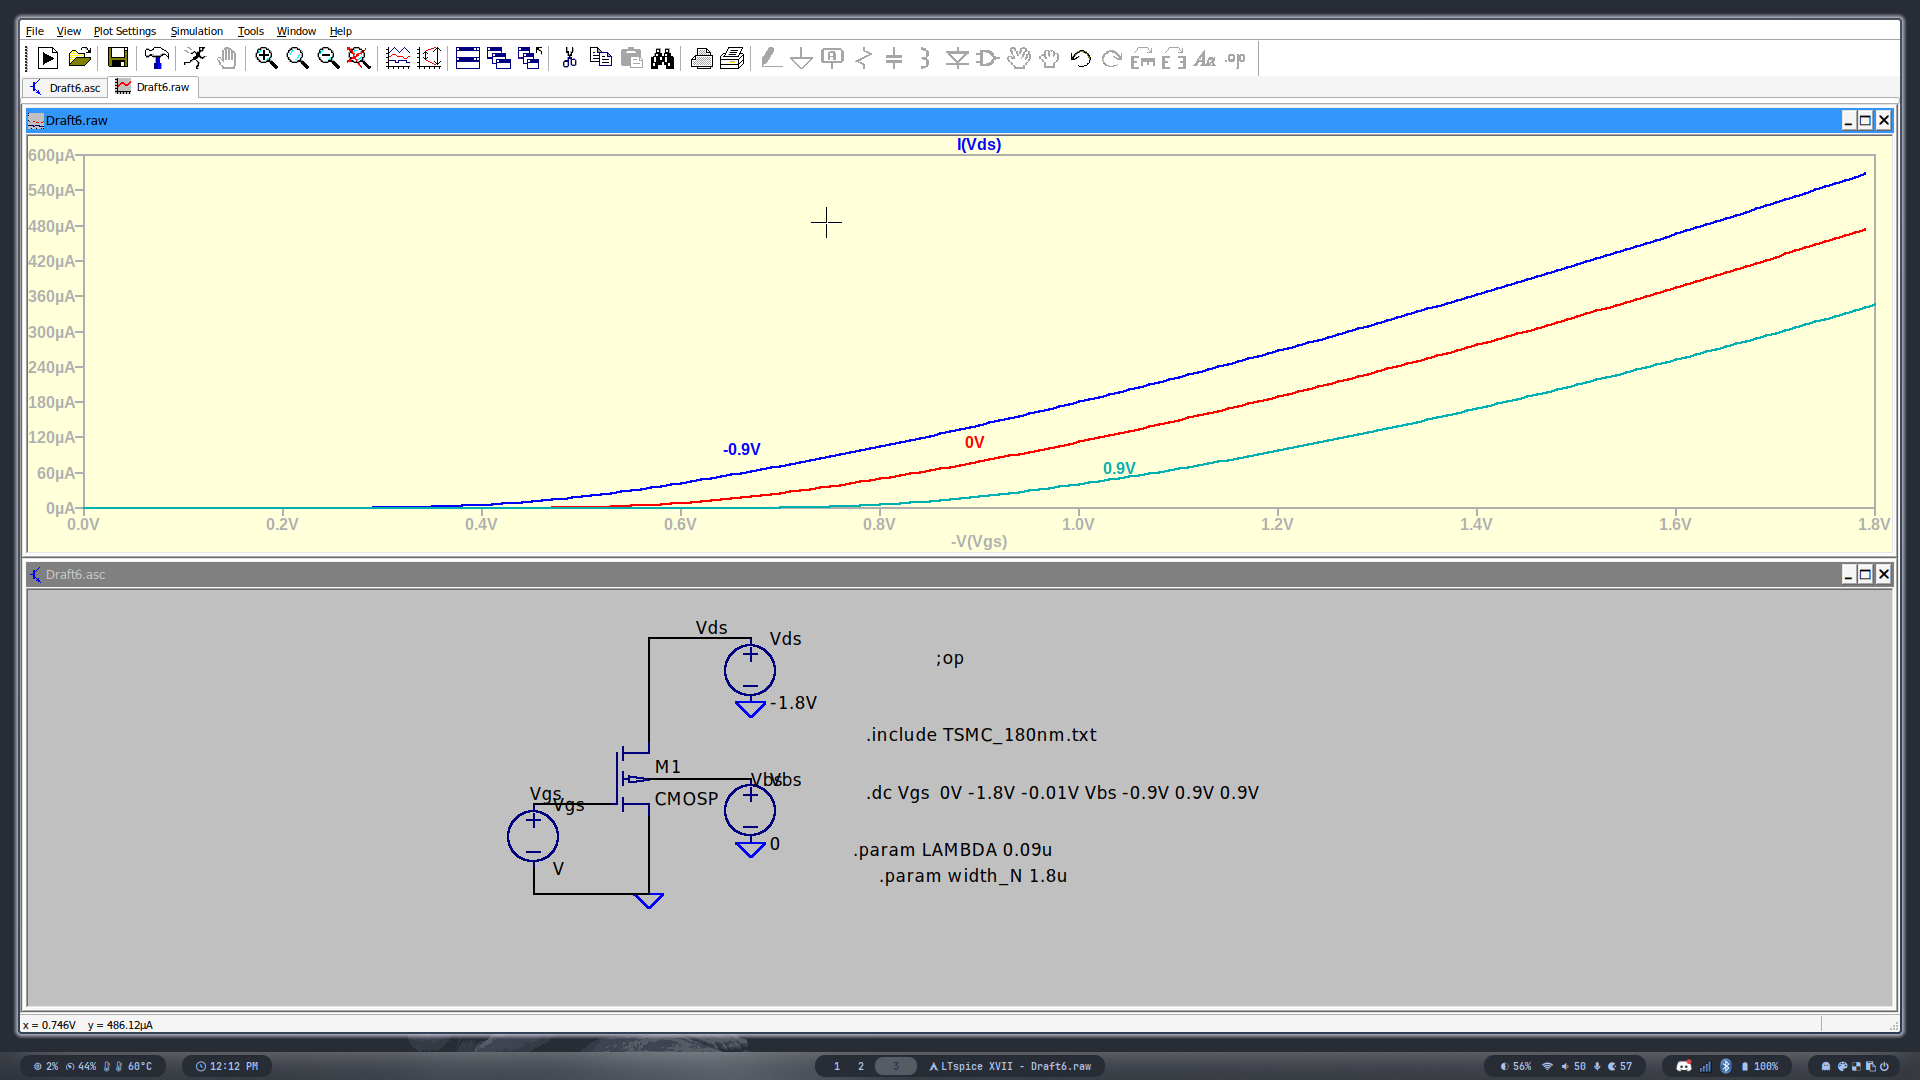 File View Plot Settings Simulation Tools Window Help
Aa .op
Draft6.asc Draft6.raw
Draft6.raw
I(Vds)
600µA
540µA
480µA
420µA
360µA
300µA
240µA
180µA
120µA
60µA
0µA
-0.9V
0V
0.9V
0.0V 0.2V 0.4V 0.6V 0.8V 1.0V 1.2V 1.4V 1.6V 1.8V
-V(Vgs)
Draft6.asc
Vds
Vds
;op
-1.8V
.include TSMC_180nm.txt
M1
Vbs
Vbs
Vgs
Vgs
CMOSP
.dc Vgs 0V -1.8V -0.01V Vbs -0.9V 0.9V 0.9V
0
.param LAMBDA 0.09u
V
.param width_N 1.8u
x = 0.746V y = 486.12µA
2% 44% 60°C 12:12 PM 1 2 3 LTspice XVII - Draft6.raw 56% 50 57 100%